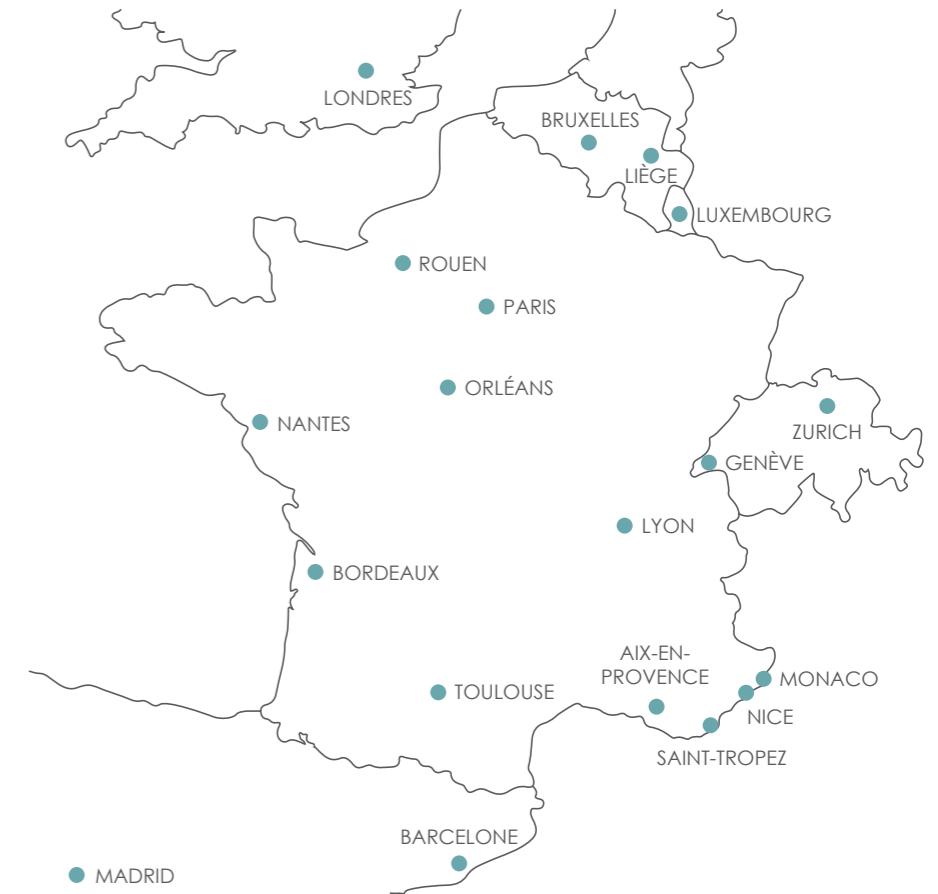 LONDRES
BRUXELLES
LIÈGE
LUXEMBOURG
ROUEN
PARIS
ORLÉANS
NANTES
ZURICH
GENÈVE
LYON
BORDEAUX
AIX-EN-
PROVENCE
MONACO
TOULOUSE
NICE
SAINT-TROPEZ
BARCELONE
MADRID